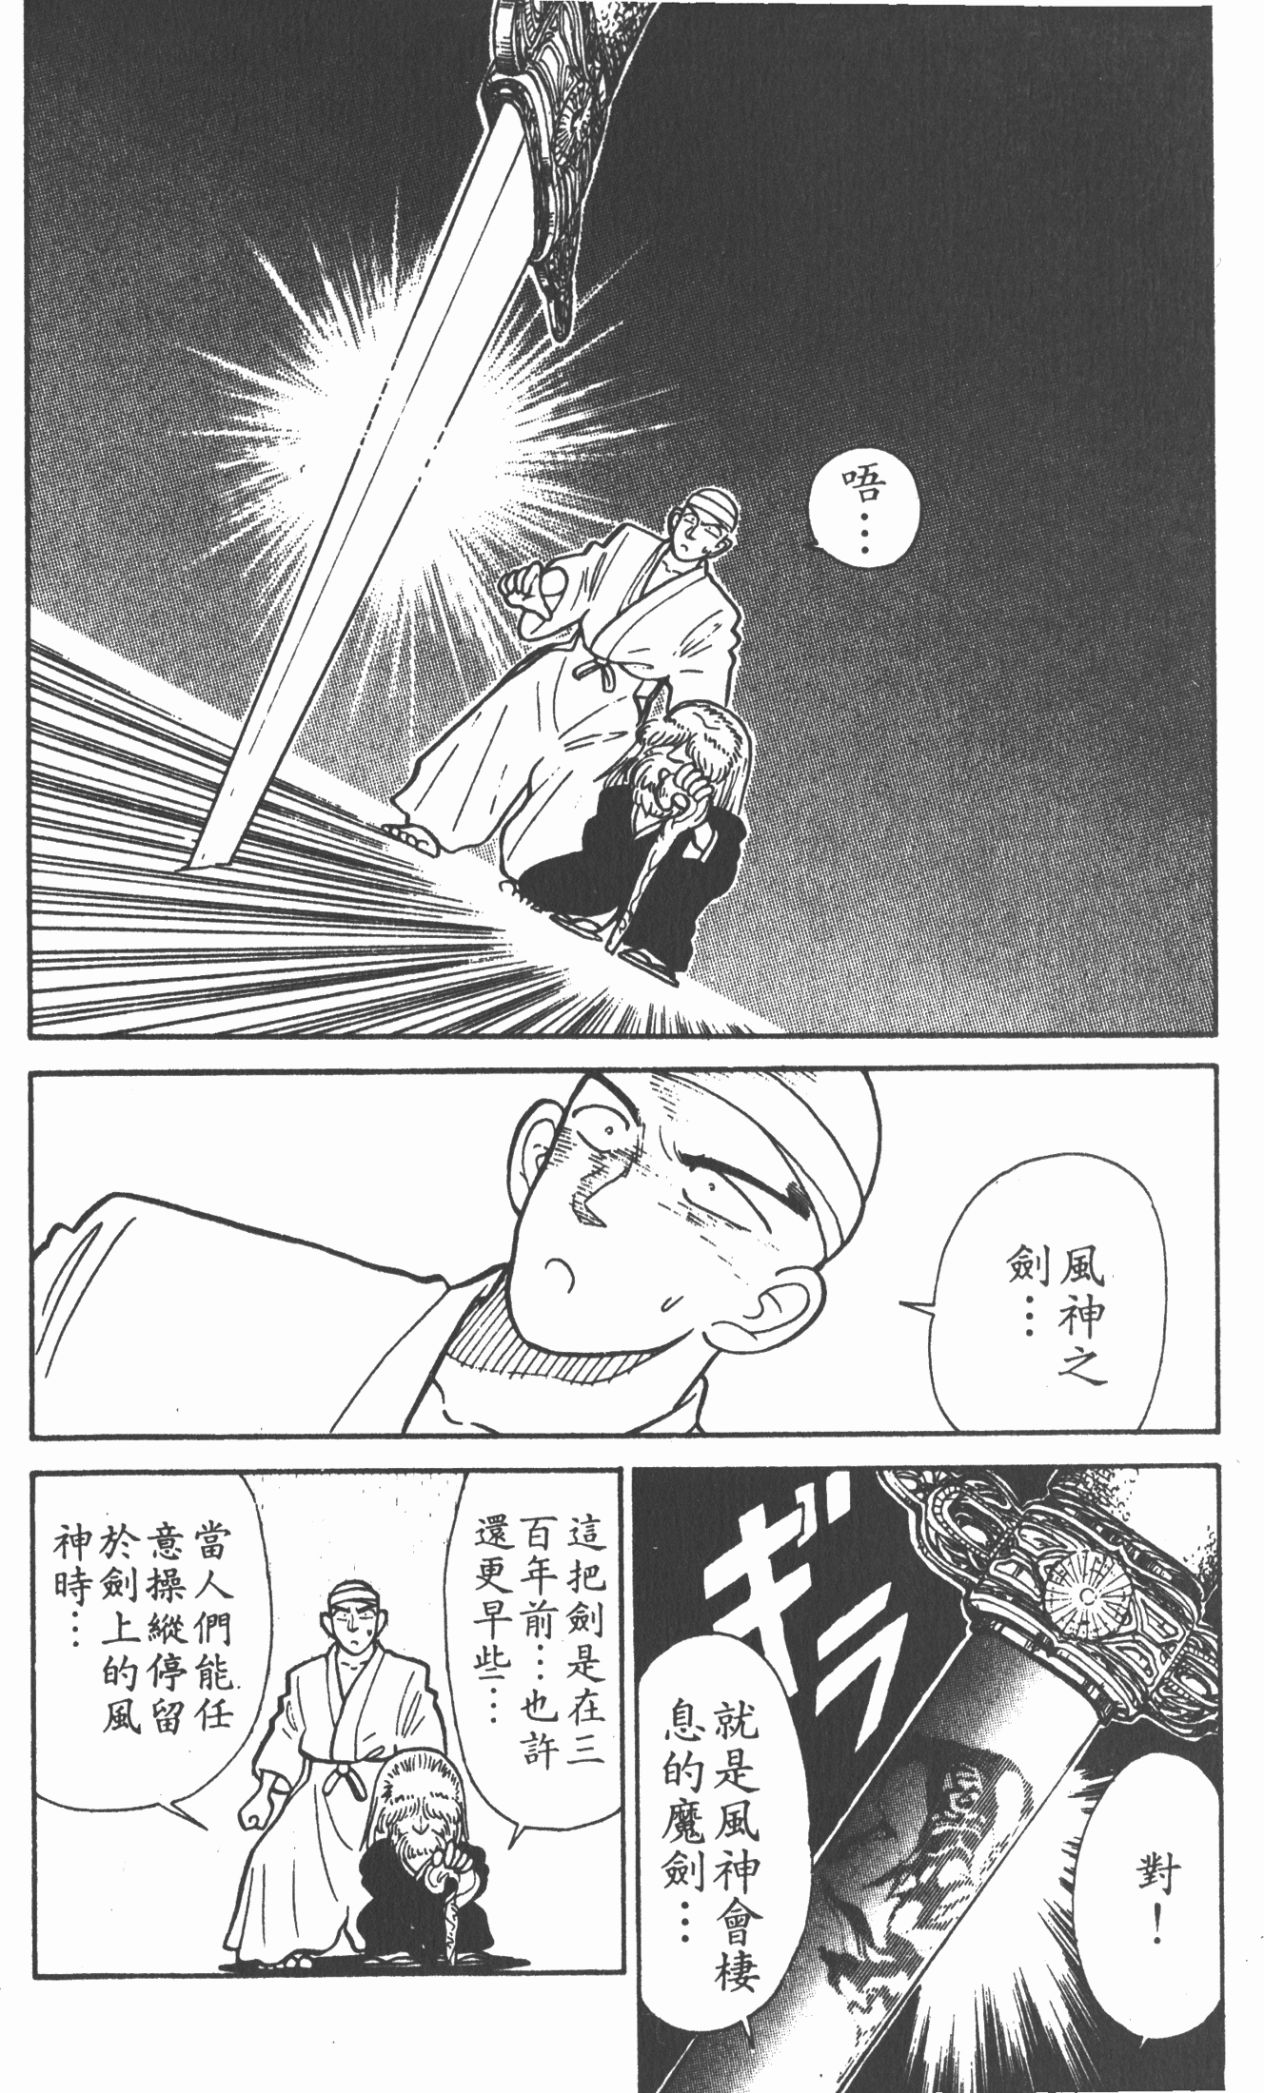 唔…
風神之
劍…
對！
就是風神會棲
息的魔劍…
ギラ
這把劍是在三
百年前…也許
還更早些…
當人們能任
意操縱停留
於劍上的風
神時…